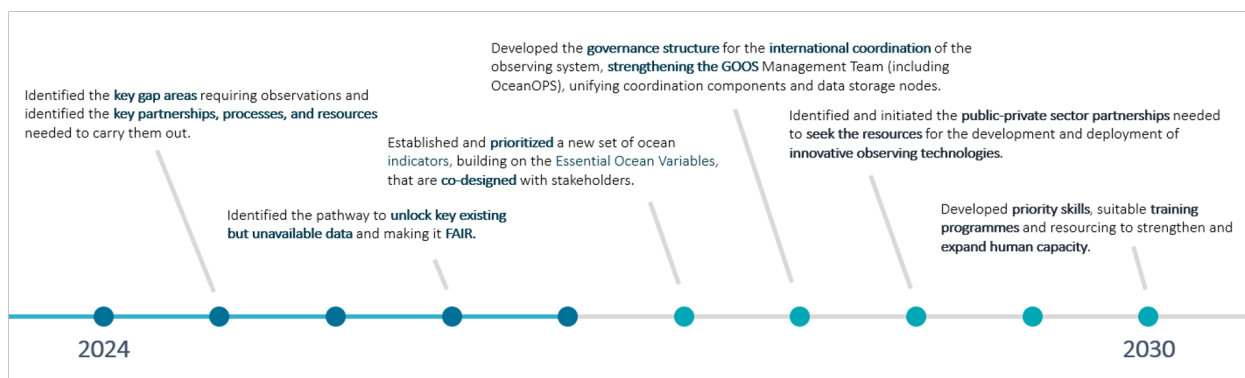 Identified the key gap areas requiring observations and
identified the key partnerships, processes, and resources
needed to carry them out.
Identified the pathway to unlock key existing
but unavailable data and making it FAIR.
Established and prioritized a new set of ocean
indicators, building on the Essential Ocean Variables,
that are co-designed with stakeholders.
Developed the governance structure for the international coordination of the
observing system, strengthening the GOOS Management Team (including
OceanOPS), unifying coordination components and data storage nodes.
Identified and initiated the public-private sector partnerships needed
to seek the resources for the development and deployment of
innovative observing technologies.
Developed priority skills, suitable training
programmes and resourcing to strengthen and
expand human capacity.
2024
2030